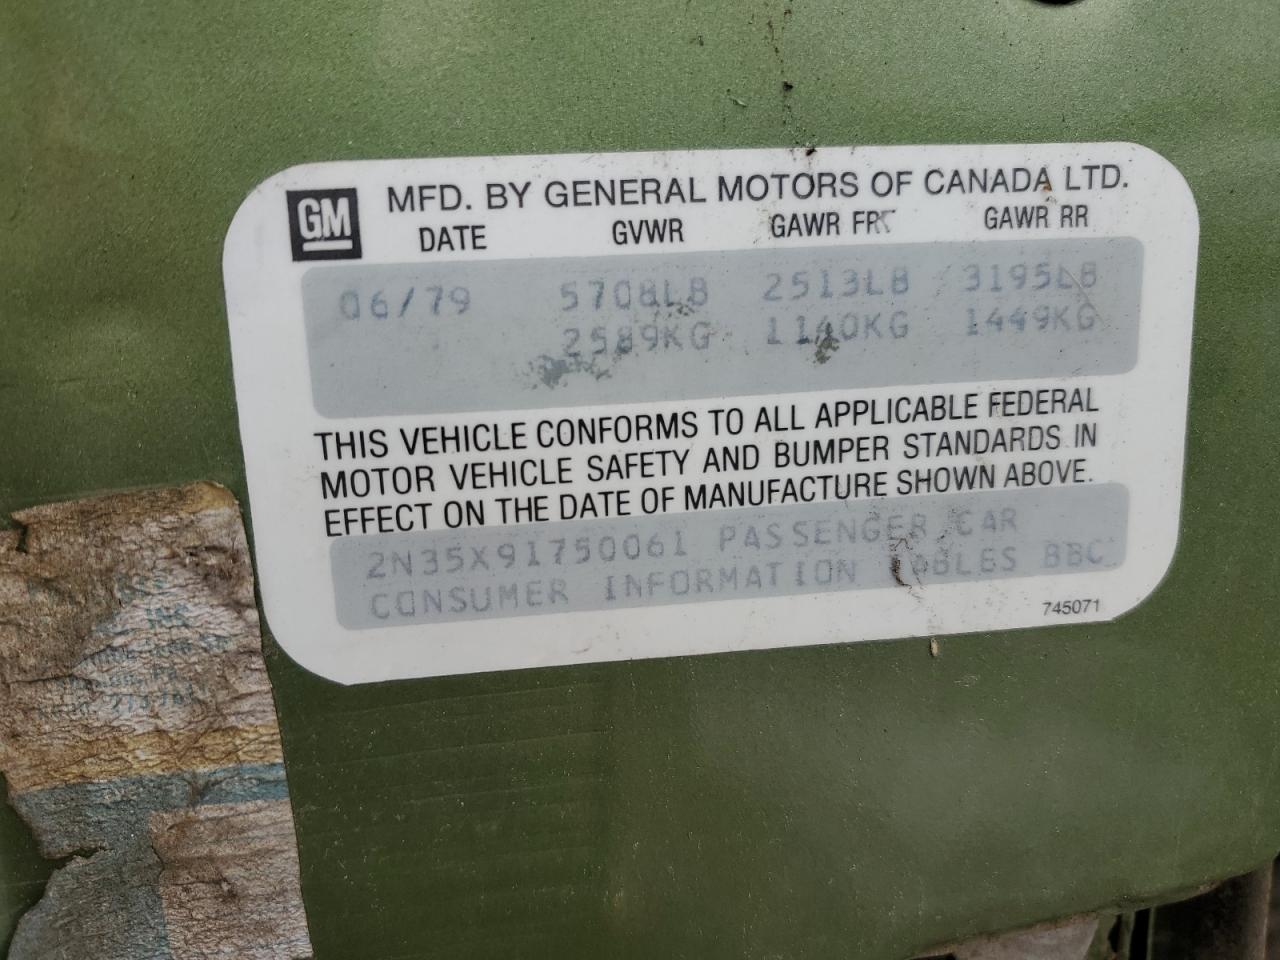 GM MFD. BY GENERAL MOTORS OF CANADA LTD.
DATE GVWR GAWR FRT GAWR RR
06/79 5708LB 2513LB 3195LB
2589KG 1140KG 1449KG
THIS VEHICLE CONFORMS TO ALL APPLICABLE FEDERAL
MOTOR VEHICLE SAFETY AND BUMPER STANDARDS IN
EFFECT ON THE DATE OF MANUFACTURE SHOWN ABOVE.
2N35X91750061 PASSENGER CAR
CONSUMER INFORMATION TABLES BBC
745071